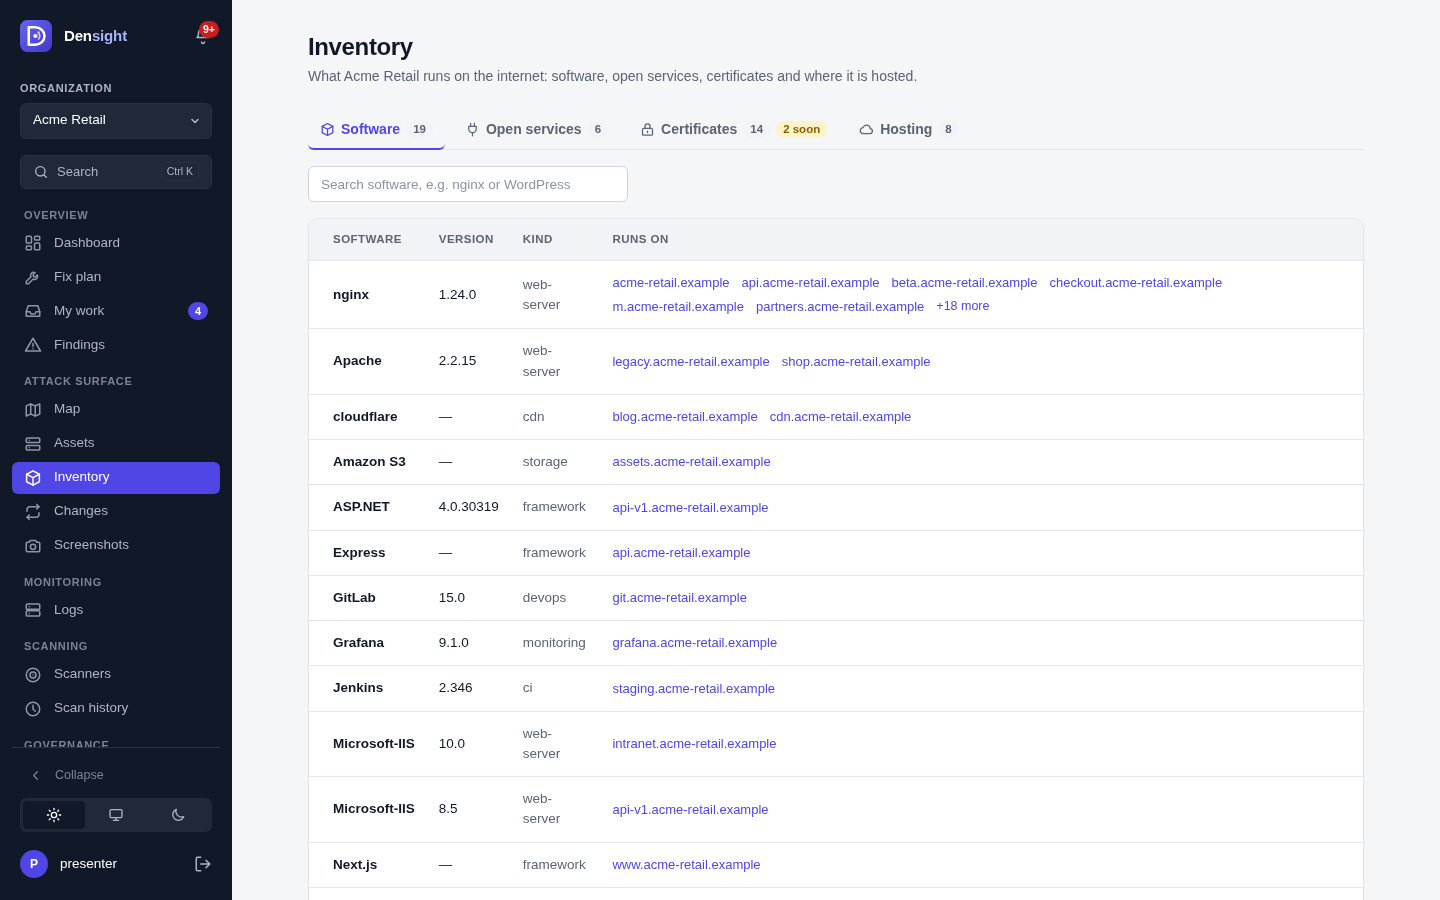 Densight
9+
ORGANIZATION
Acme Retail
Search Ctrl K
OVERVIEW
Dashboard
Fix plan
My work 4
Findings
ATTACK SURFACE
Map
Assets
Inventory
Changes
Screenshots
MONITORING
Logs
SCANNING
Scanners
Scan history
GOVERNANCE
Collapse
P presenter
Inventory
What Acme Retail runs on the internet: software, open services, certificates and where it is hosted.
Software 19 Open services 6 Certificates 14 2 soon Hosting 8
Search software, e.g. nginx or WordPress
SOFTWARE VERSION KIND RUNS ON
nginx 1.24.0 web-server acme-retail.example api.acme-retail.example beta.acme-retail.example checkout.acme-retail.example
m.acme-retail.example partners.acme-retail.example +18 more
Apache 2.2.15 web-server legacy.acme-retail.example shop.acme-retail.example
cloudflare — cdn blog.acme-retail.example cdn.acme-retail.example
Amazon S3 — storage assets.acme-retail.example
ASP.NET 4.0.30319 framework api-v1.acme-retail.example
Express — framework api.acme-retail.example
GitLab 15.0 devops git.acme-retail.example
Grafana 9.1.0 monitoring grafana.acme-retail.example
Jenkins 2.346 ci staging.acme-retail.example
Microsoft-IIS 10.0 web-server intranet.acme-retail.example
Microsoft-IIS 8.5 web-server api-v1.acme-retail.example
Next.js — framework www.acme-retail.example